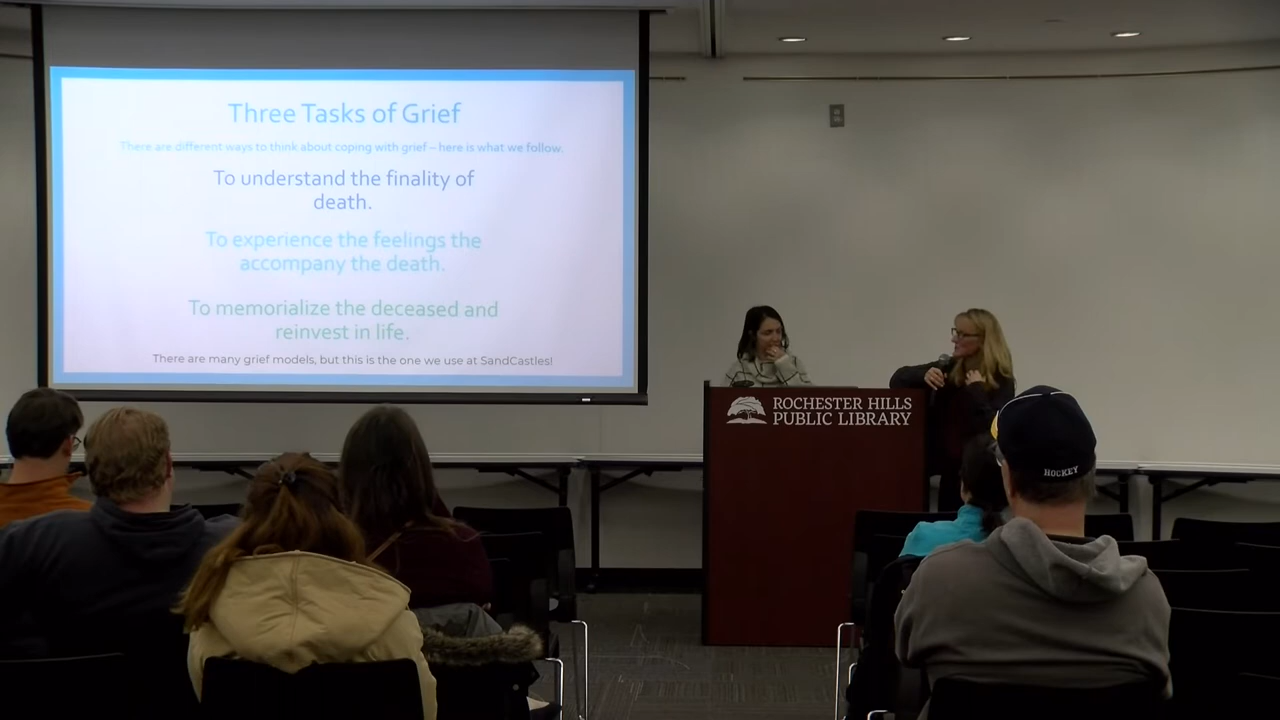 Three Tasks of Grief
There are different ways to think about coping with grief – here is what we follow.
To understand the finality of
death.
To experience the feelings the
accompany the death.
To memorialize the deceased and
reinvest in life.
There are many grief models, but this is the one we use at SandCastles!
ROCHESTER HILLS
PUBLIC LIBRARY
HOCKEY